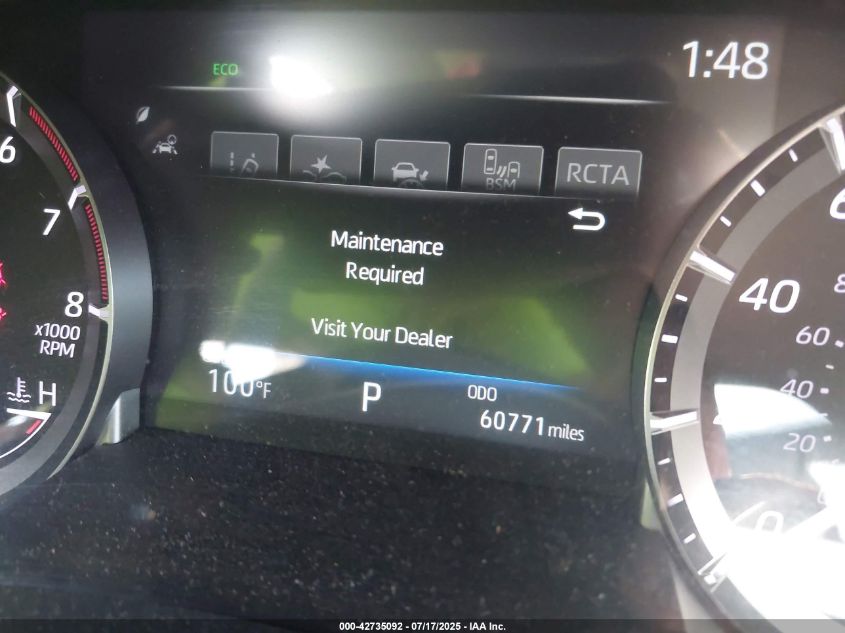 1:48
ECO
BSM
RCTA
6
7
8
x1000
RPM
H
Maintenance
Required
Visit Your Dealer
100°F
P
ODO
60771 miles
40
60
40
20
000-42735092 - 07/17/2025 - IAA Inc.